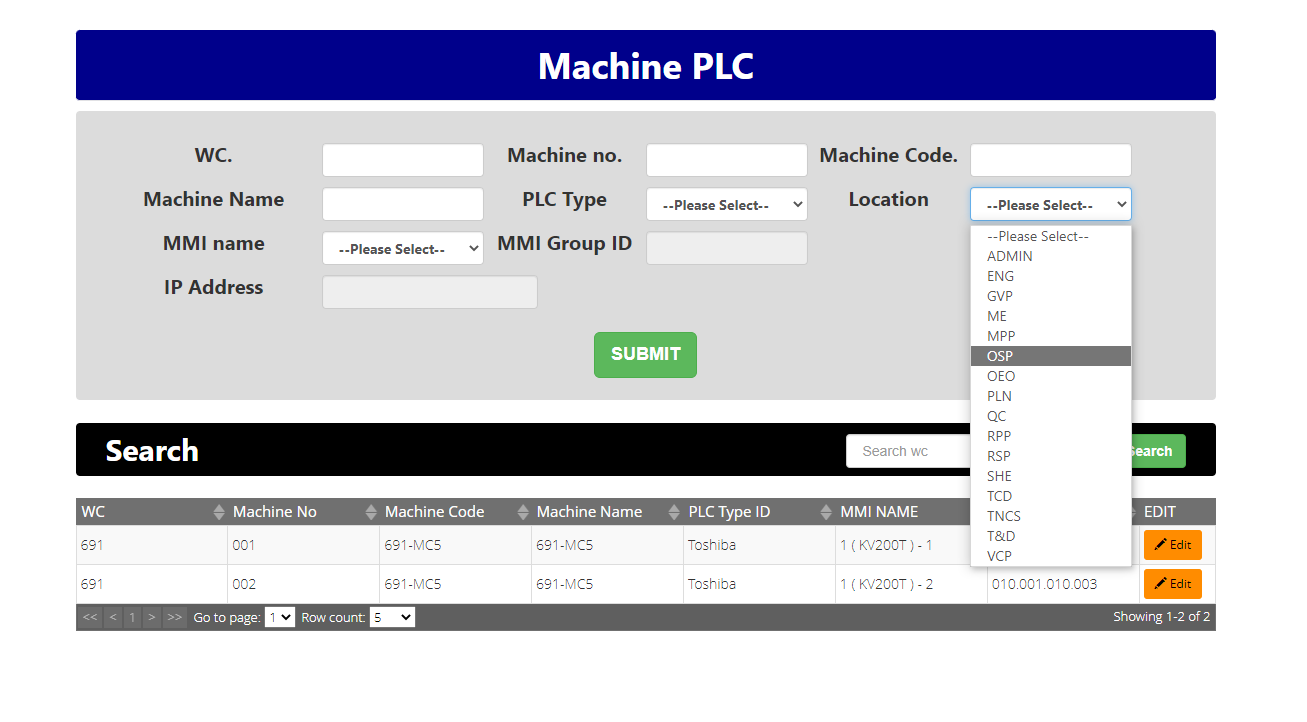 Machine PLC
WC. Machine no. Machine Code.
Machine Name PLC Type --Please Select-- Location --Please Select--
MMI name --Please Select-- MMI Group ID
IP Address
--Please Select--
ADMIN
ENG
GVP
ME
MPP
OSP
OEO
PLN
QC
RPP
RSP
SHE
TCD
TNCS
T&D
VCP
SUBMIT
Search Search wc Search
WC Machine No Machine Code Machine Name PLC Type ID MMI NAME EDIT
691 001 691-MC5 691-MC5 Toshiba 1 ( KV200T ) - 1 Edit
691 002 691-MC5 691-MC5 Toshiba 1 ( KV200T ) - 2 010.001.010.003 Edit
<< < 1 > >> Go to page: 1 Row count: 5 Showing 1-2 of 2